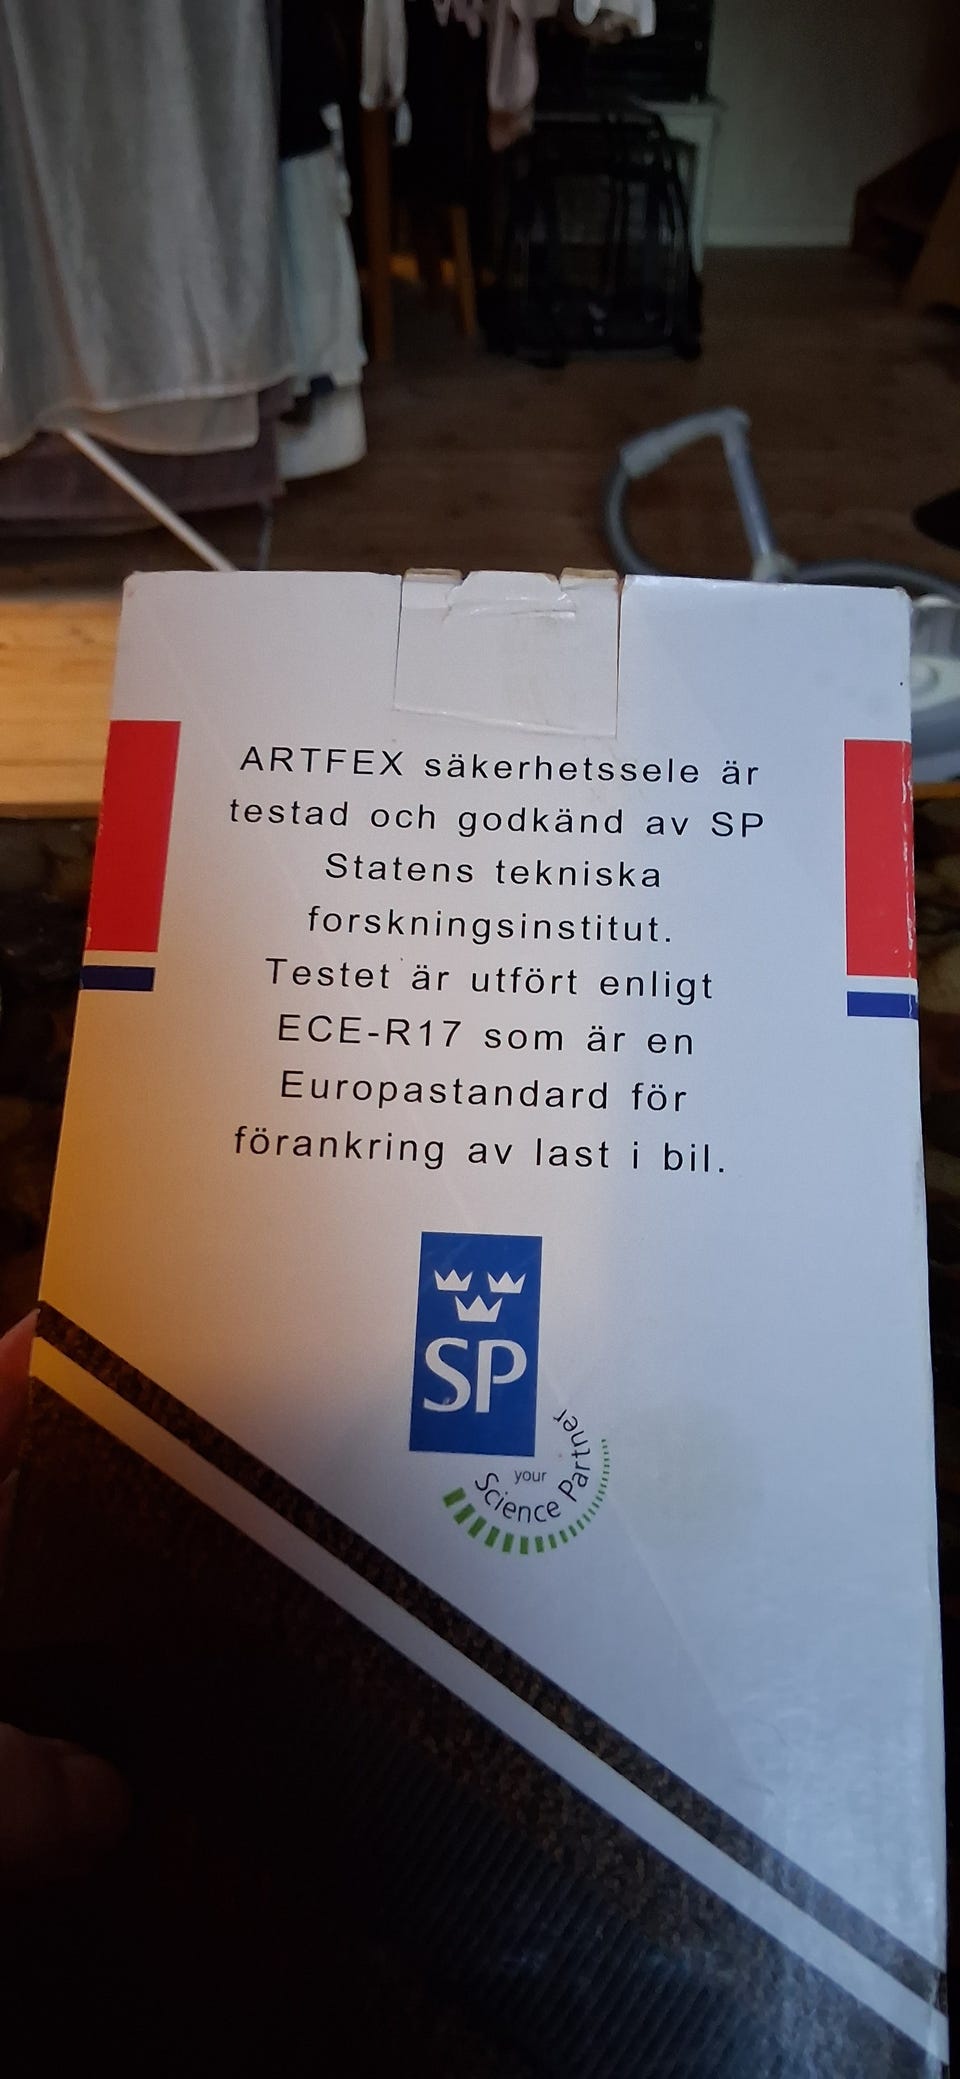 ARTFEX säkerhetssele är
testad och godkänd av SP
Statens tekniska
forskningsinstitut.
Testet är utfört enligt
ECE-R17 som är en
Europastandard för
förankring av last i bil.
SP
your
Science Partner